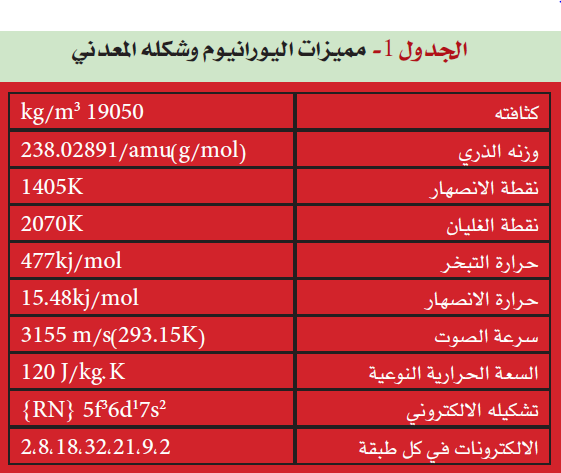 الجدول 1- مميزات اليورانيوم وشكله المعدني
كثافته 19050 kg/m³
وزنه الذري 238.02891/amu(g/mol)
نقطة الانصهار 1405K
نقطة الغليان 2070K
حرارة التبخر 477kj/mol
حرارة الانصهار 15.48kj/mol
سرعة الصوت 3155 m/s(293.15K)
السعة الحرارية النوعية 120 J/kg.K
تشكيله الالكتروني {RN} 5f³6d¹7s²
الالكترونات في كل طبقة 2،8،18،32،21،9،2